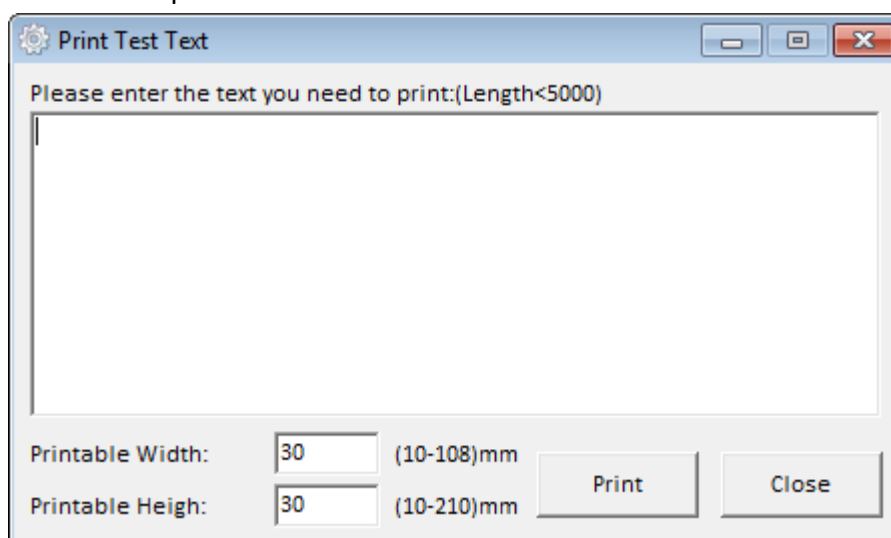 Print Test Text
Please enter the text you need to print:(Length<5000)
Printable Width: 30 (10-108)mm
Printable Heigh: 30 (10-210)mm
Print Close